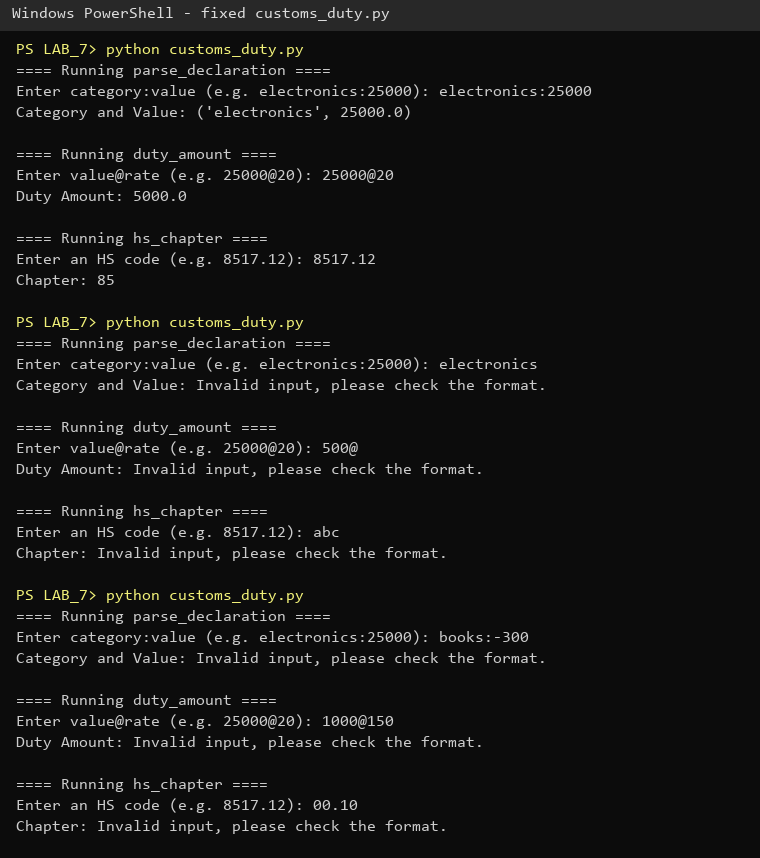 Windows PowerShell - fixed customs_duty.py
PS LAB_7> python customs_duty.py
==== Running parse_declaration ====
Enter category:value (e.g. electronics:25000): electronics:25000
Category and Value: ('electronics', 25000.0)
==== Running duty_amount ====
Enter value@rate (e.g. 25000@20): 25000@20
Duty Amount: 5000.0
==== Running hs_chapter ====
Enter an HS code (e.g. 8517.12): 8517.12
Chapter: 85
PS LAB_7> python customs_duty.py
==== Running parse_declaration ====
Enter category:value (e.g. electronics:25000): electronics
Category and Value: Invalid input, please check the format.
==== Running duty_amount ====
Enter value@rate (e.g. 25000@20): 500@
Duty Amount: Invalid input, please check the format.
==== Running hs_chapter ====
Enter an HS code (e.g. 8517.12): abc
Chapter: Invalid input, please check the format.
PS LAB_7> python customs_duty.py
==== Running parse_declaration ====
Enter category:value (e.g. electronics:25000): books:-300
Category and Value: Invalid input, please check the format.
==== Running duty_amount ====
Enter value@rate (e.g. 25000@20): 1000@150
Duty Amount: Invalid input, please check the format.
==== Running hs_chapter ====
Enter an HS code (e.g. 8517.12): 00.10
Chapter: Invalid input, please check the format.